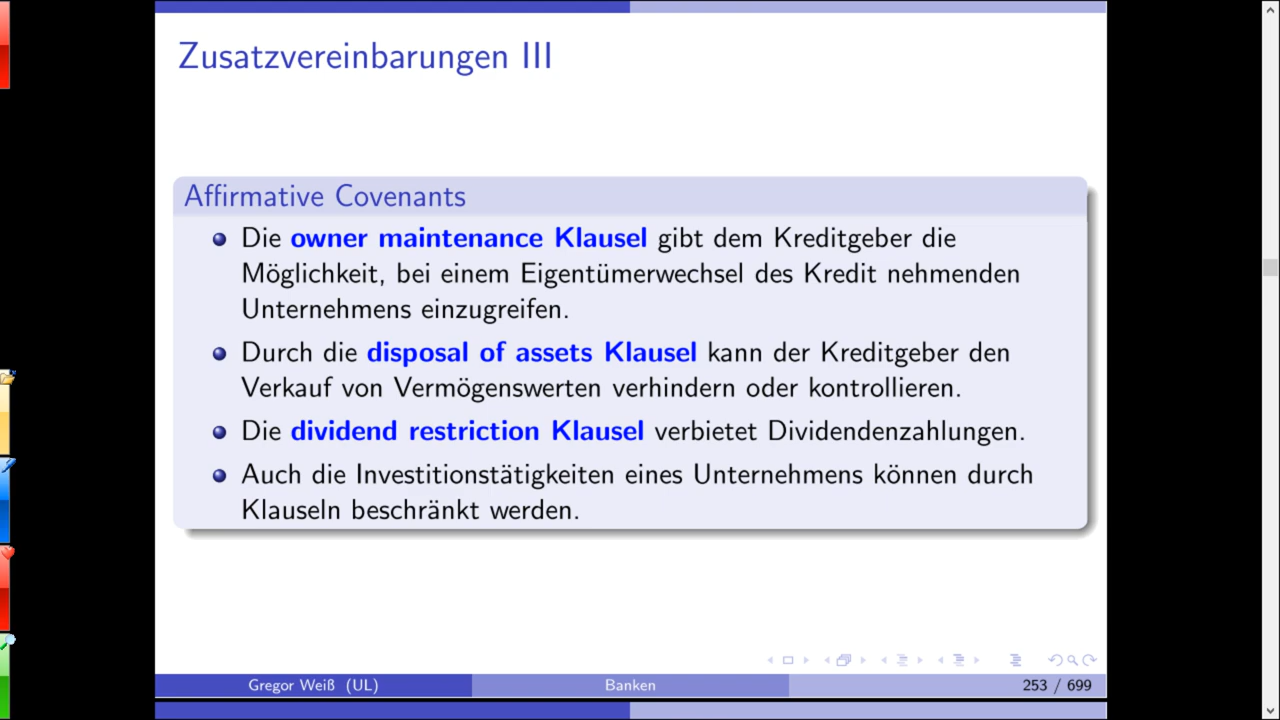 Zusatzvereinbarungen III
Affirmative Covenants
Die owner maintenance Klausel gibt dem Kreditgeber die
Möglichkeit, bei einem Eigentümerwechsel des Kredit nehmenden
Unternehmens einzugreifen.
Durch die disposal of assets Klausel kann der Kreditgeber den
Verkauf von Vermögenswerten verhindern oder kontrollieren.
Die dividend restriction Klausel verbietet Dividendenzahlungen.
Auch die Investitionstätigkeiten eines Unternehmens können durch
Klauseln beschränkt werden.
Gregor Weiß (UL) Banken 253 / 699